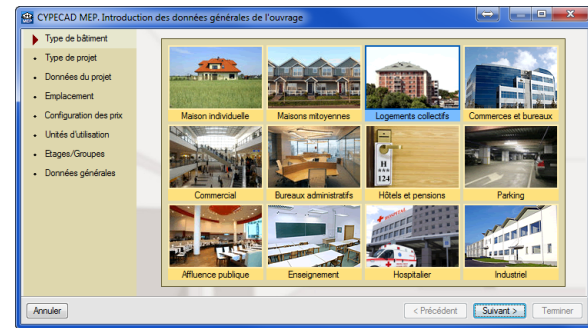 CYPECAD MEP. Introduction des données générales de l'ouvrage
Type de bâtiment
Type de projet
Données du projet
Emplacement
Configuration des prix
Unités d'utilisation
Etages/Groupes
Données générales
Maison individuelle
Maisons mitoyennes
Logements collectifs
Commerces et bureaux
Commercial
Bureaux administratifs
H
124
Hôtels et pensions
Parking
Affluence publique
Enseignement
Hospitalier
Industriel
Annuler
< Précédent
Suivant >
Terminer